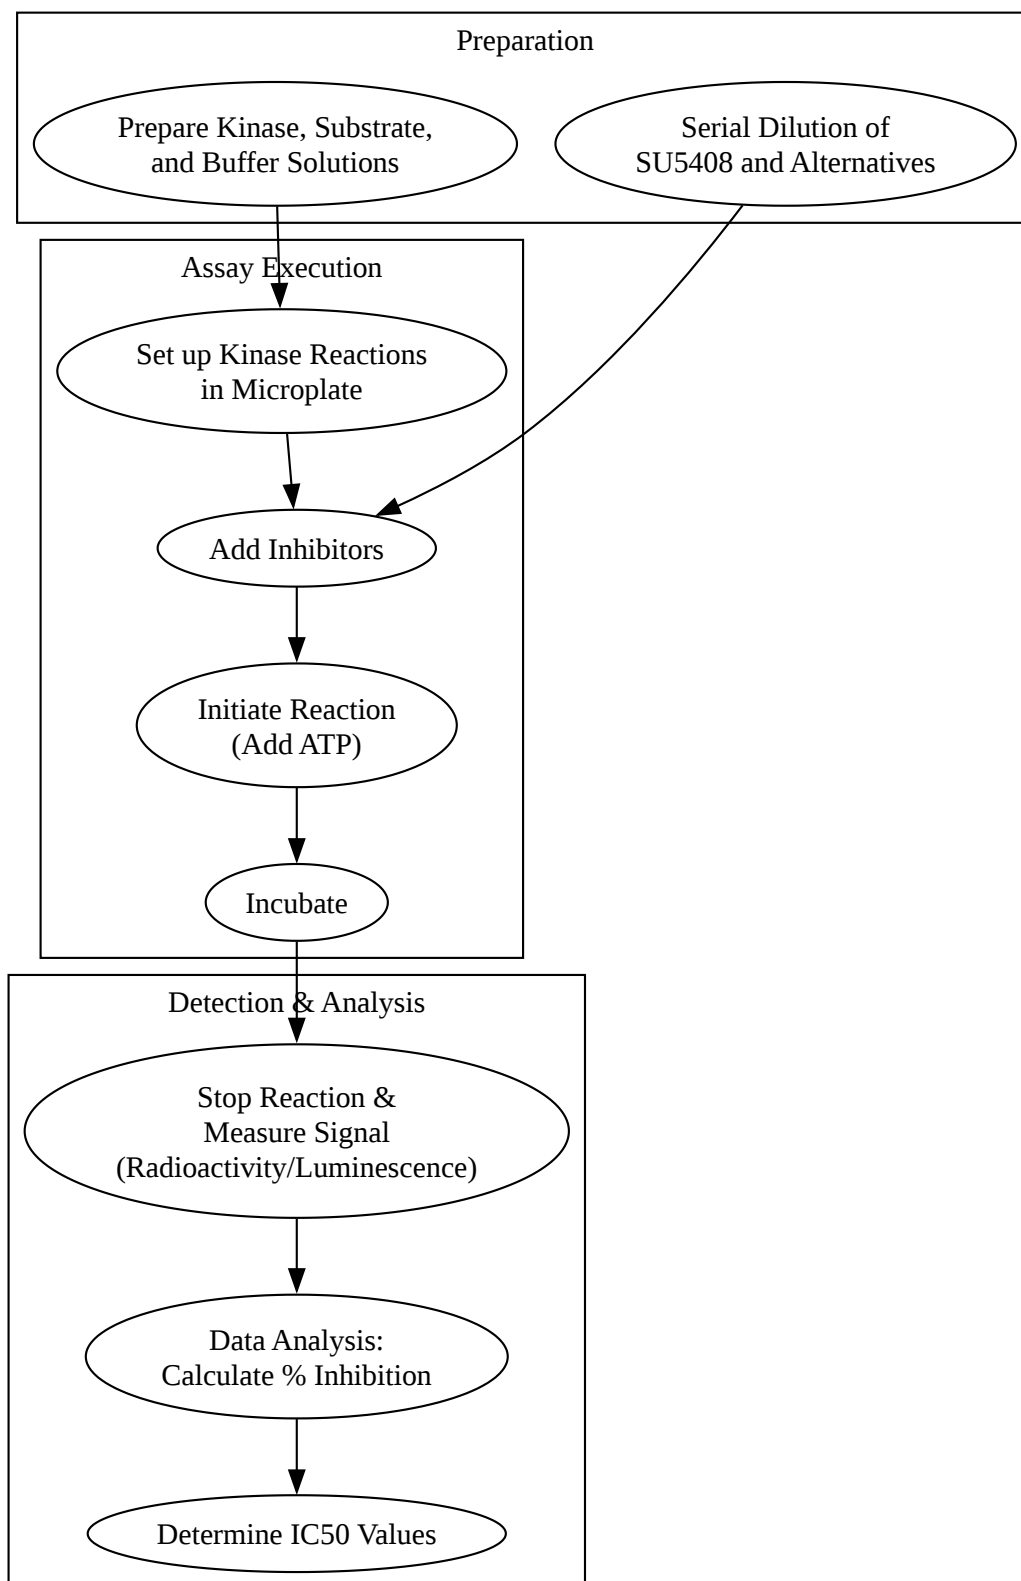 Preparation
Prepare Kinase, Substrate,
and Buffer Solutions
Serial Dilution of
SU5408 and Alternatives
Assay Execution
Set up Kinase Reactions
in Microplate
Add Inhibitors
Initiate Reaction
(Add ATP)
Incubate
Detection & Analysis
Stop Reaction &
Measure Signal
(Radioactivity/Luminescence)
Data Analysis:
Calculate % Inhibition
Determine IC50 Values